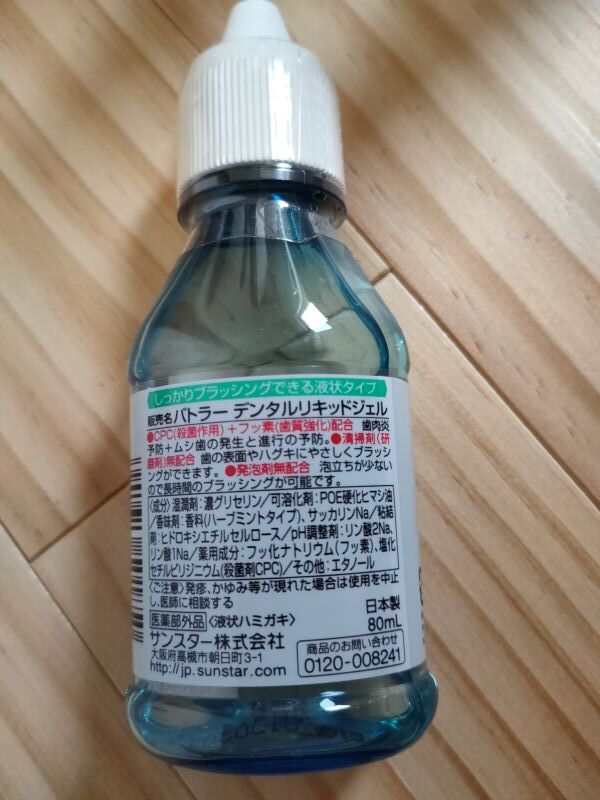 しっかりブラッシングできる液状タイプ
販売名 バトラー デンタルリキッドジェル
●CPC(殺菌作用)+フッ素(歯質強化)配合 歯肉炎
予防+ムシ歯の発生と進行の予防。●清掃剤(研
磨剤)無配合 歯の表面やハグキにやさしくブラッシ
ングができます。●発泡剤無配合 泡立ちが少ない
ので長時間のブラッシングが可能です。
〈成分〉湿潤剤:濃グリセリン/可溶化剤:POE硬化ヒマシ油
/香味剤:香料(ハーブミントタイプ)、サッカリンNa/粘結
剤:ヒドロキシエチルセルロース/pH調整剤:リン酸2Na、
リン酸1Na/薬用成分:フッ化ナトリウム(フッ素)、塩化
セチルピリジニウム(殺菌剤CPC)/その他:エタノール
〈ご注意〉発疹、かゆみ等が現れた場合は使用を中止
し、医師に相談する
医薬部外品〈液状ハミガキ〉
日本製
80mL
サンスター株式会社
大阪府高槻市朝日町3-1
http://jp.sunstar.com
商品のお問い合わせ
0120-008241